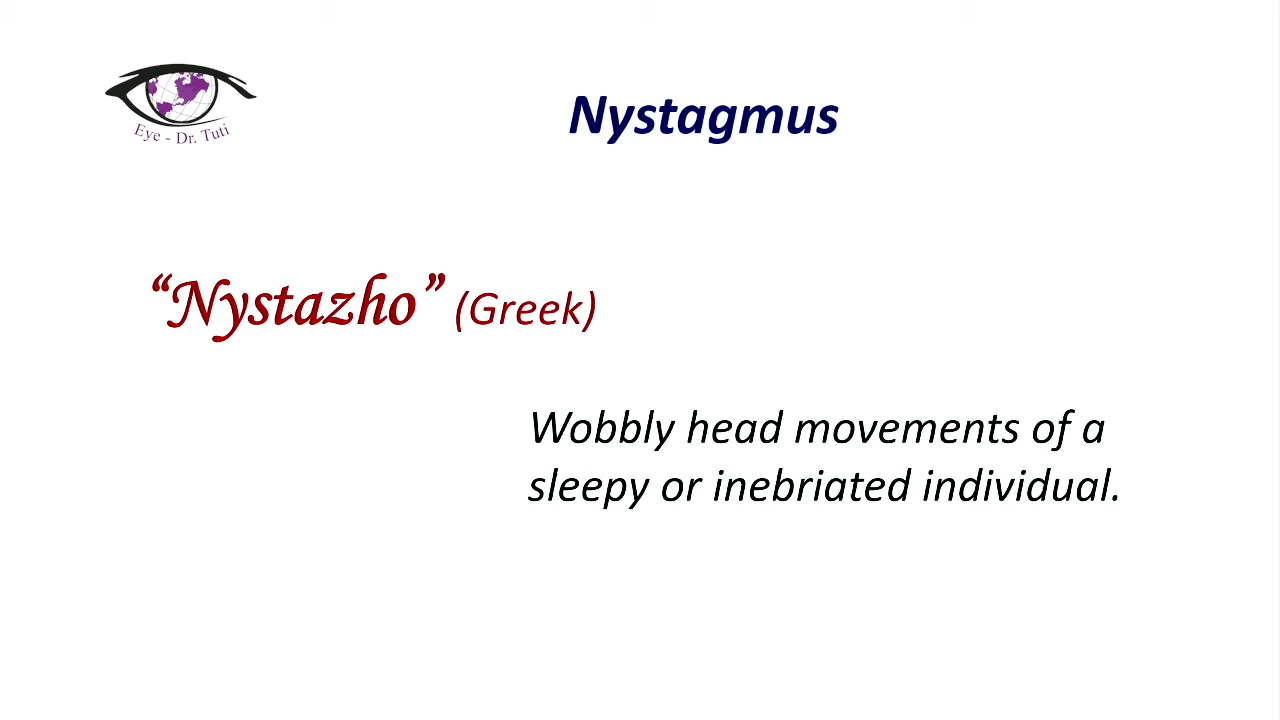 Eye - Dr. Tuti
Nystagmus
“Nystazho” (Greek)
Wobbly head movements of a
sleepy or inebriated individual.